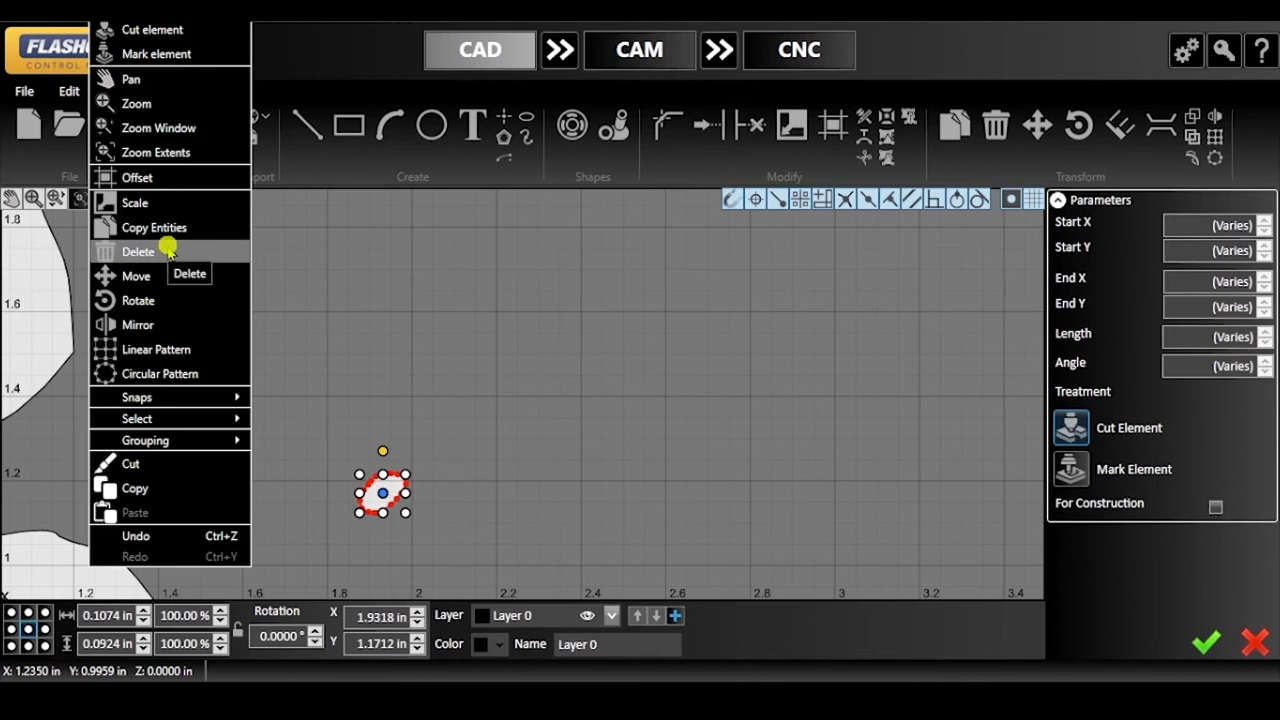 FLASH
CONTROL
CAD
CAM
CNC
File
Edit
File
Create
Shapes
Modify
Transform
Cut element
Mark element
Pan
Zoom
Zoom Window
Zoom Extents
Offset
Scale
Copy Entities
Delete
Delete
Move
Rotate
Mirror
Linear Pattern
Circular Pattern
Snaps
Select
Grouping
Cut
Copy
Paste
Undo Ctrl+Z
Redo Ctrl+Y
1.8
1.6
1.4
1.2
1
1.2 1.4 1.6 1.8 2 2.2 2.4 2.6 2.8 3 3.2 3.4
Parameters
Start X (Varies)
Start Y (Varies)
End X (Varies)
End Y (Varies)
Length (Varies)
Angle (Varies)
Treatment
Cut Element
Mark Element
For Construction
0.1074 in 100.00 %
0.0924 in 100.00 %
Rotation
0.0000 °
X 1.9318 in
Y 1.1712 in
Layer Layer 0
Color Name Layer 0
X: 1.2350 in Y: 0.9959 in Z: 0.0000 in